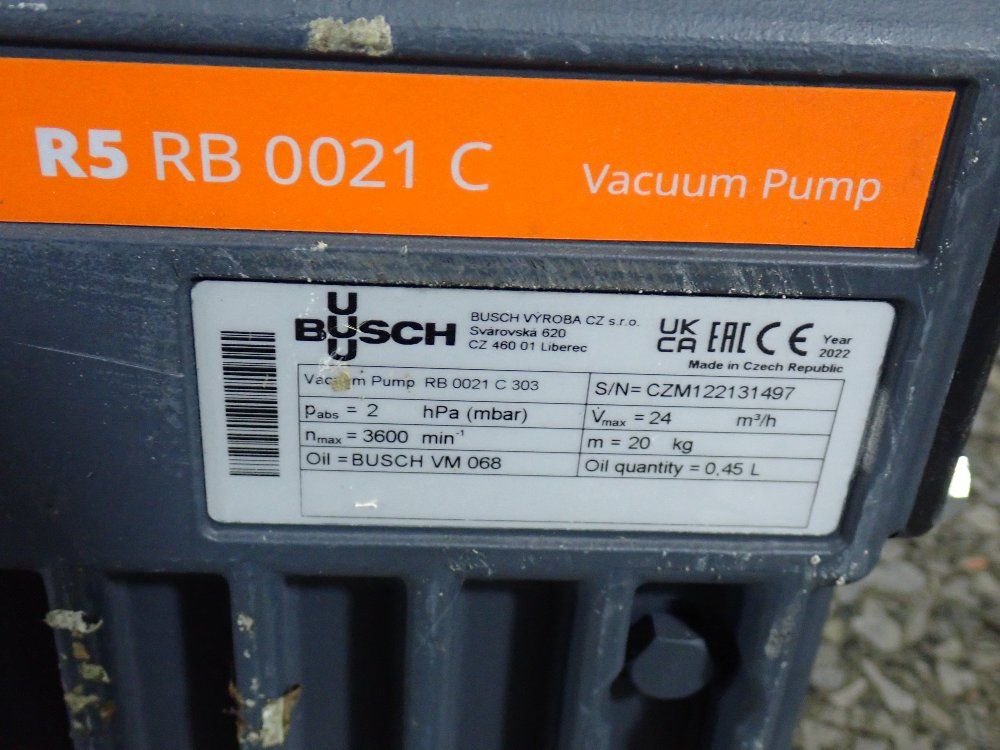 R5 RB 0021 C Vacuum Pump
BUSCH
BUSCH VÝROBA CZ s.r.o.
Svárovská 620
CZ 460 01 Liberec
UK
CA EAC CE Year
2022
Made in Czech Republic
Vacuum Pump RB 0021 C 303 S/N= CZM122131497
pabs = 2 hPa (mbar) V̇max = 24 m³/h
nmax = 3600 min⁻¹ m = 20 kg
Oil =BUSCH VM 068 Oil quantity = 0,45 L